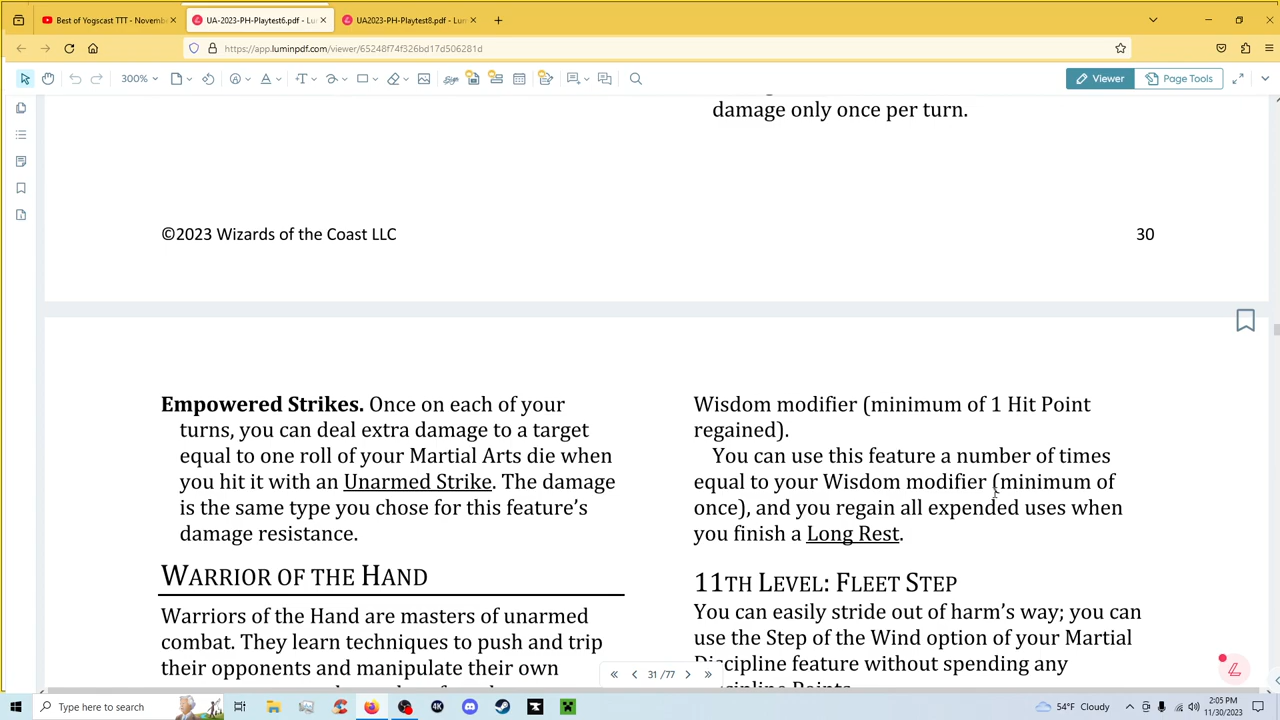 Best of Yogscast TTT - Novemb
UA-2023-PH-Playtest6.pdf - Lu
UA2023-PH-Playtest8.pdf - Lum
https://app.luminpdf.com/viewer/65248f74f326bd17d506281d
300%
Viewer
Page Tools
damage only once per turn.
©2023 Wizards of the Coast LLC
30
Empowered Strikes. Once on each of your
turns, you can deal extra damage to a target
equal to one roll of your Martial Arts die when
you hit it with an Unarmed Strike. The damage
is the same type you chose for this feature's
damage resistance.
WARRIOR OF THE HAND
Warriors of the Hand are masters of unarmed
combat. They learn techniques to push and trip
their opponents and manipulate their own
Wisdom modifier (minimum of 1 Hit Point
regained).
You can use this feature a number of times
equal to your Wisdom modifier (minimum of
once), and you regain all expended uses when
you finish a Long Rest.
11TH LEVEL: FLEET STEP
You can easily stride out of harm's way; you can
use the Step of the Wind option of your Martial
Discipline feature without spending any
Discipline Points.
31 /77
Type here to search
4K
54°F Cloudy
2:05 PM
11/30/2023